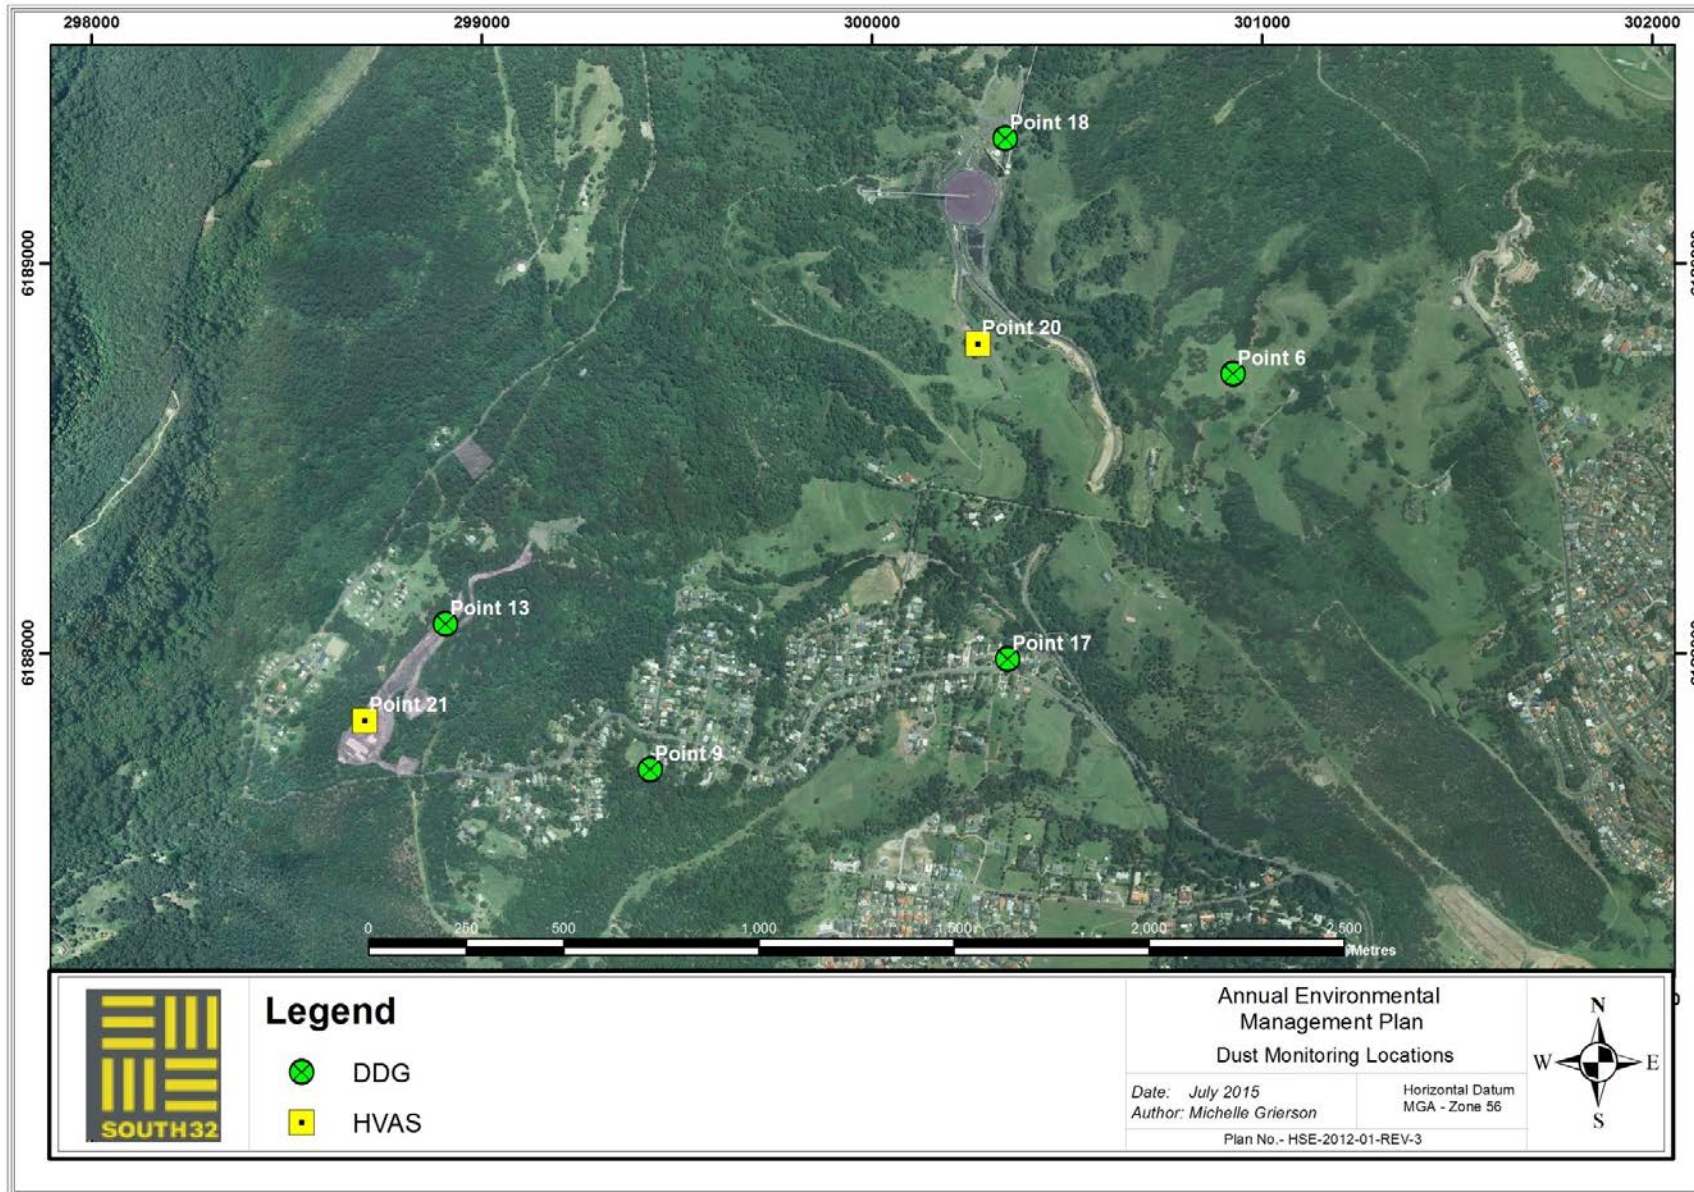 298000 299000 300000 301000 302000
6189000
6188000
Point 18
Point 20
Point 6
Point 13
Point 17
Point 21
Point 9
0 250 500 1,000 1,500 2,000 2,500
Metres
SOUTH32
Legend
DDG
HVAS
Annual Environmental
Management Plan
Dust Monitoring Locations
Date: July 2015
Author: Michelle Grierson
Horizontal Datum
MGA - Zone 56
Plan No.- HSE-2012-01-REV-3
N
W E
S